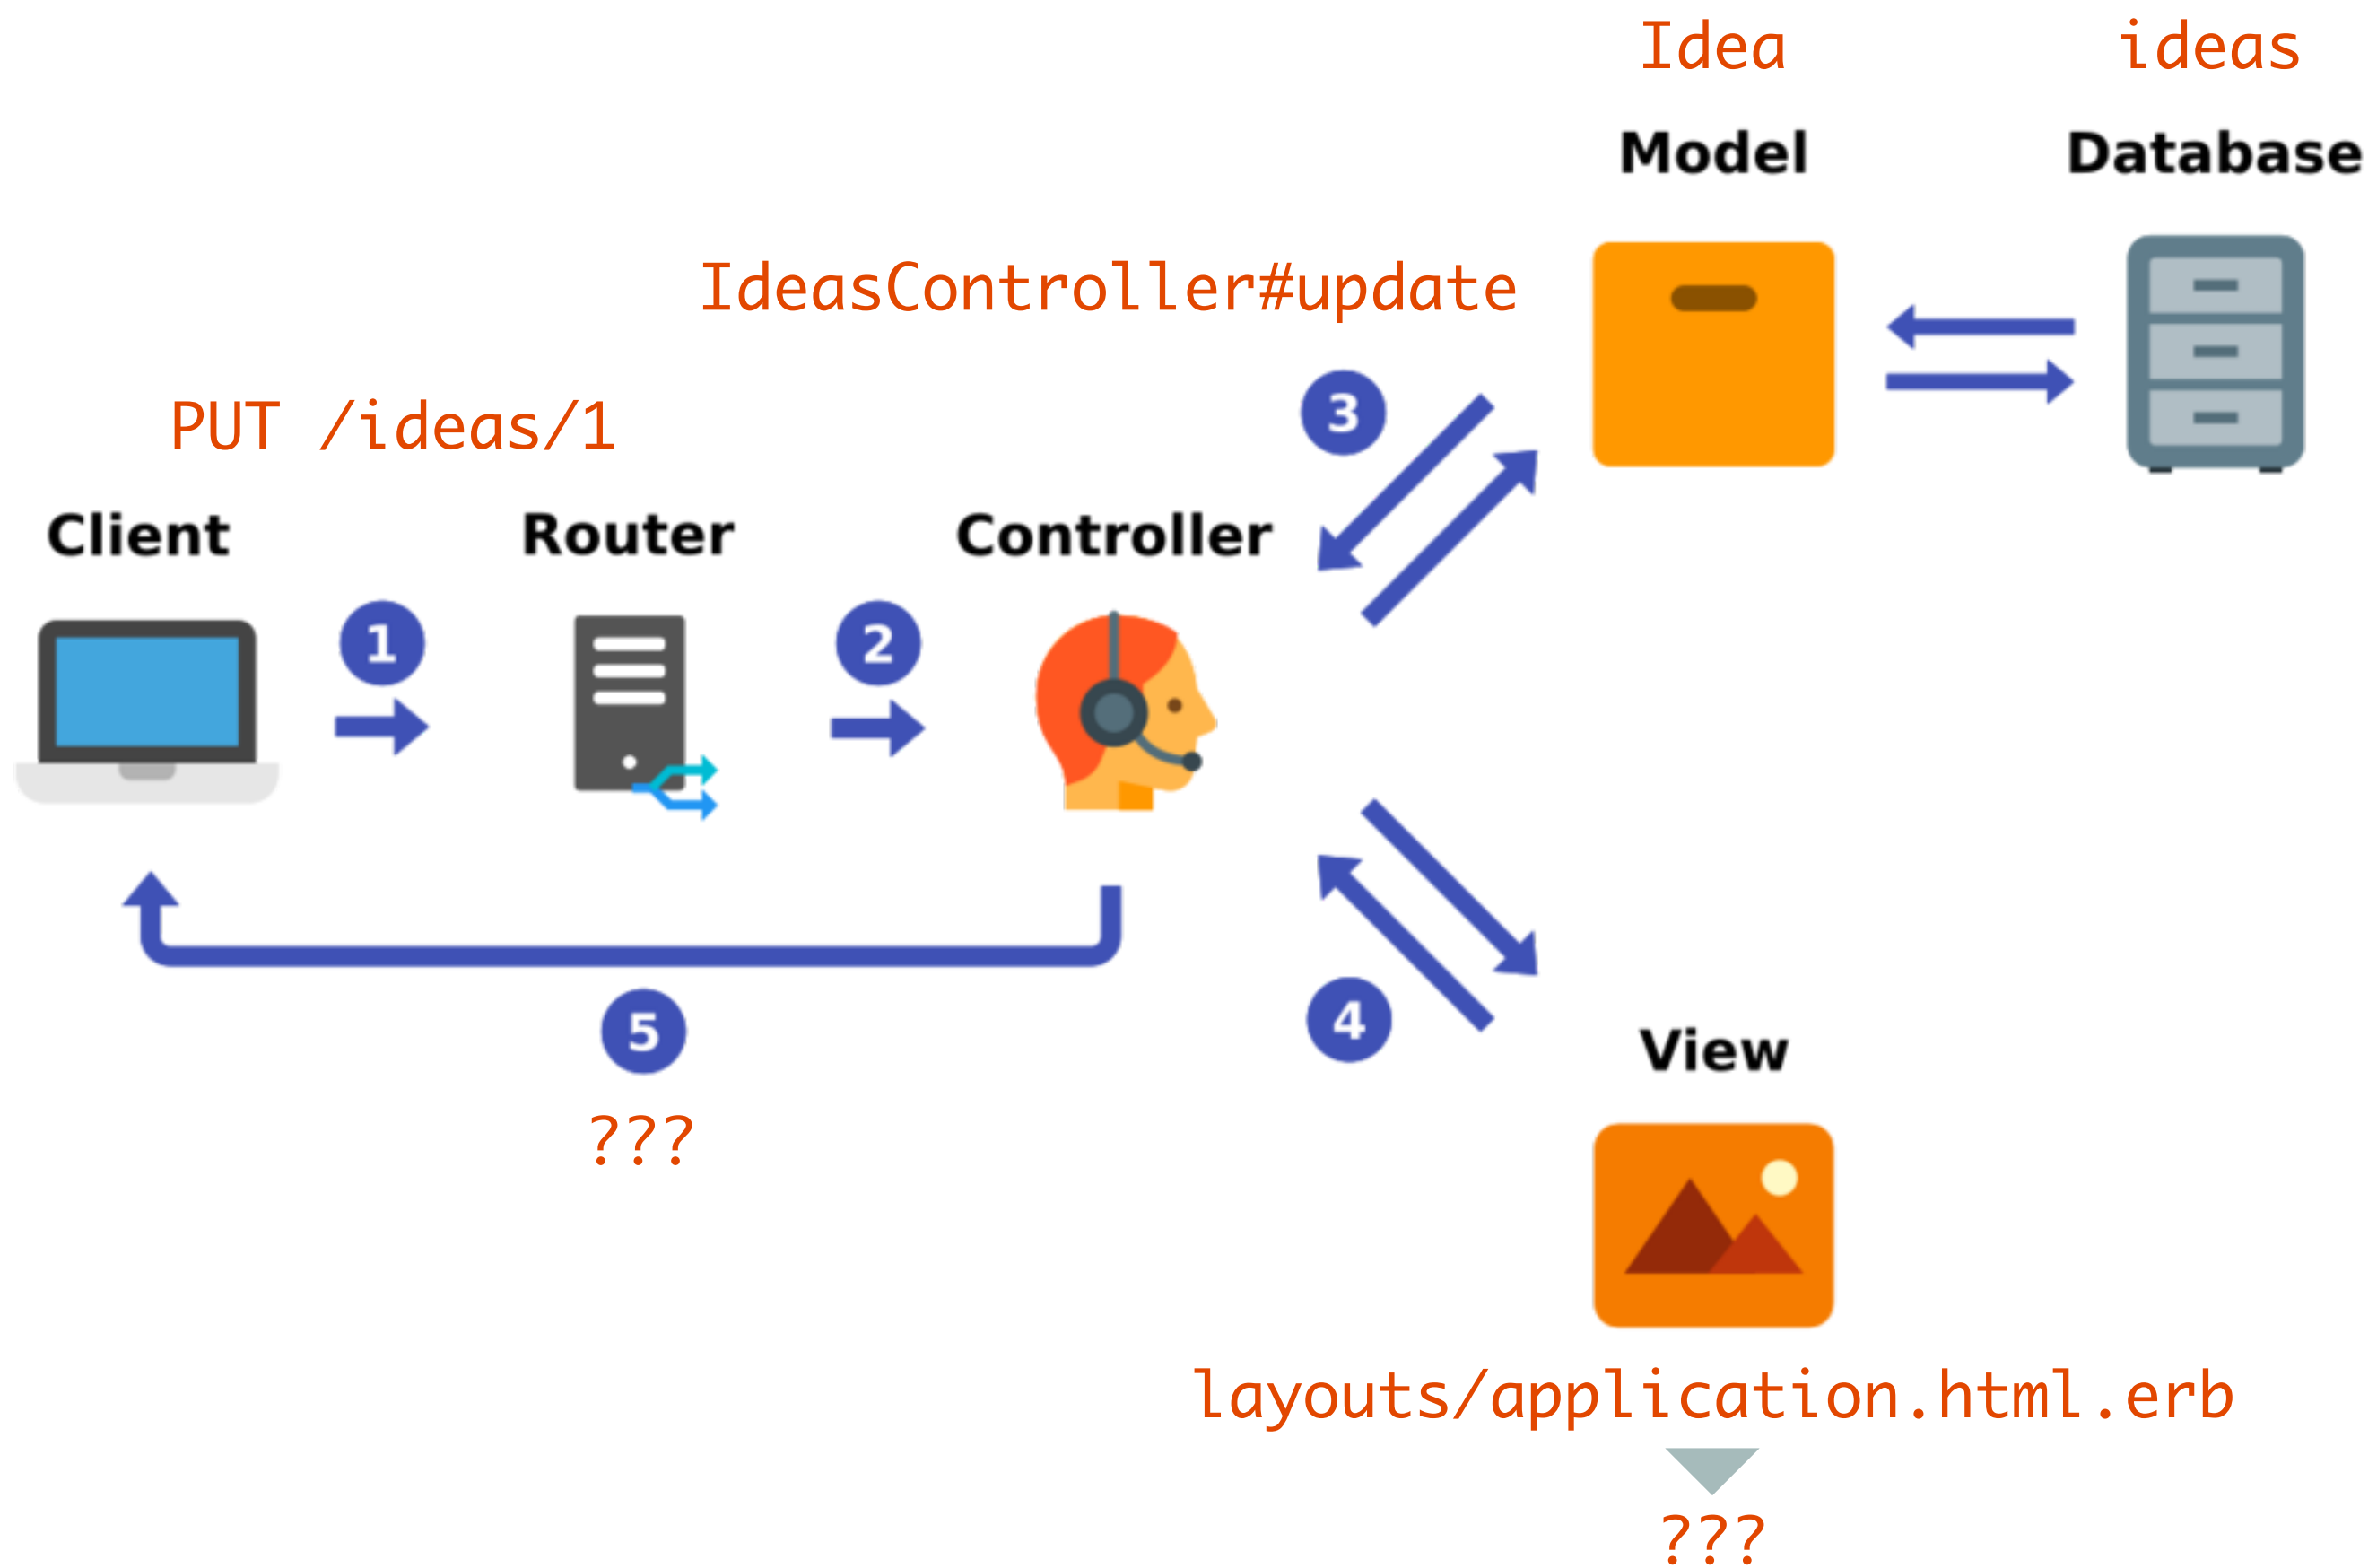 Idea
ideas
Model
Database
IdeasController#update
PUT /ideas/1
3
Client
Router
Controller
1
2
5
???
4
View
layouts/application.html.erb
???